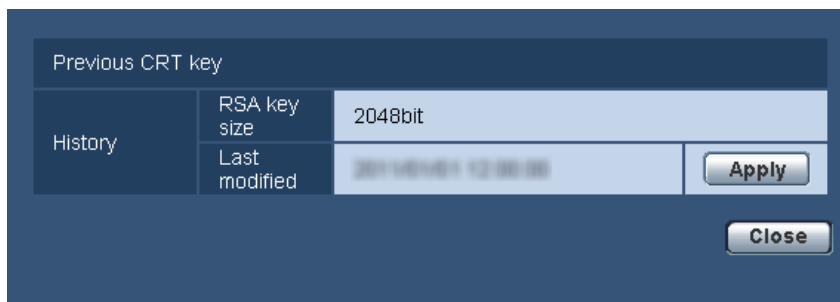 Previous CRT key
History
RSA key
size
2048bit
Last
modified
Apply
Close